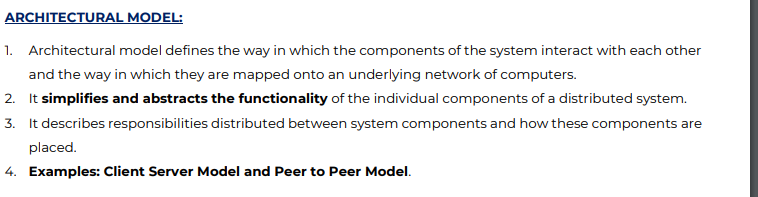 ARCHITECTURAL MODEL:
1. Architectural model defines the way in which the components of the system interact with each other
and the way in which they are mapped onto an underlying network of computers.
2. It simplifies and abstracts the functionality of the individual components of a distributed system.
3. It describes responsibilities distributed between system components and how these components are
placed.
4. Examples: Client Server Model and Peer to Peer Model.